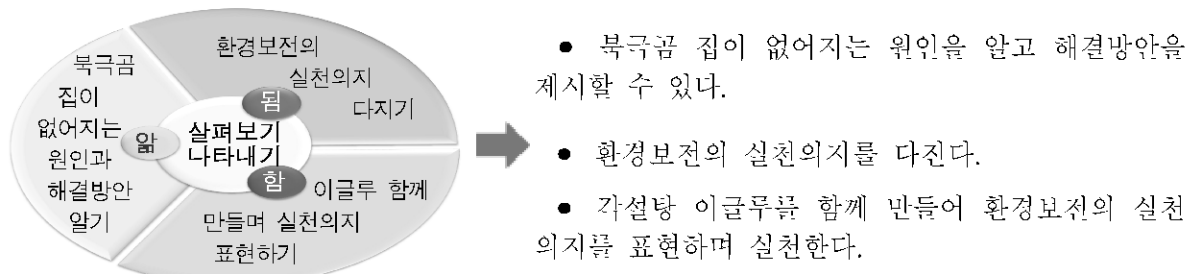 북극곰
집이
없어지는
원인과
해결방안
알기
앎
환경보전의
실천의지
다지기
됨
살펴보기
나타내기
함
이글루 함께
만들며 실천의지
표현하기
● 북극곰 집이 없어지는 원인을 알고 해결방안을
제시할 수 있다.
● 환경보전의 실천의지를 다진다.
● 각설탕 이글루를 함께 만들어 환경보전의 실천
의지를 표현하며 실천한다.